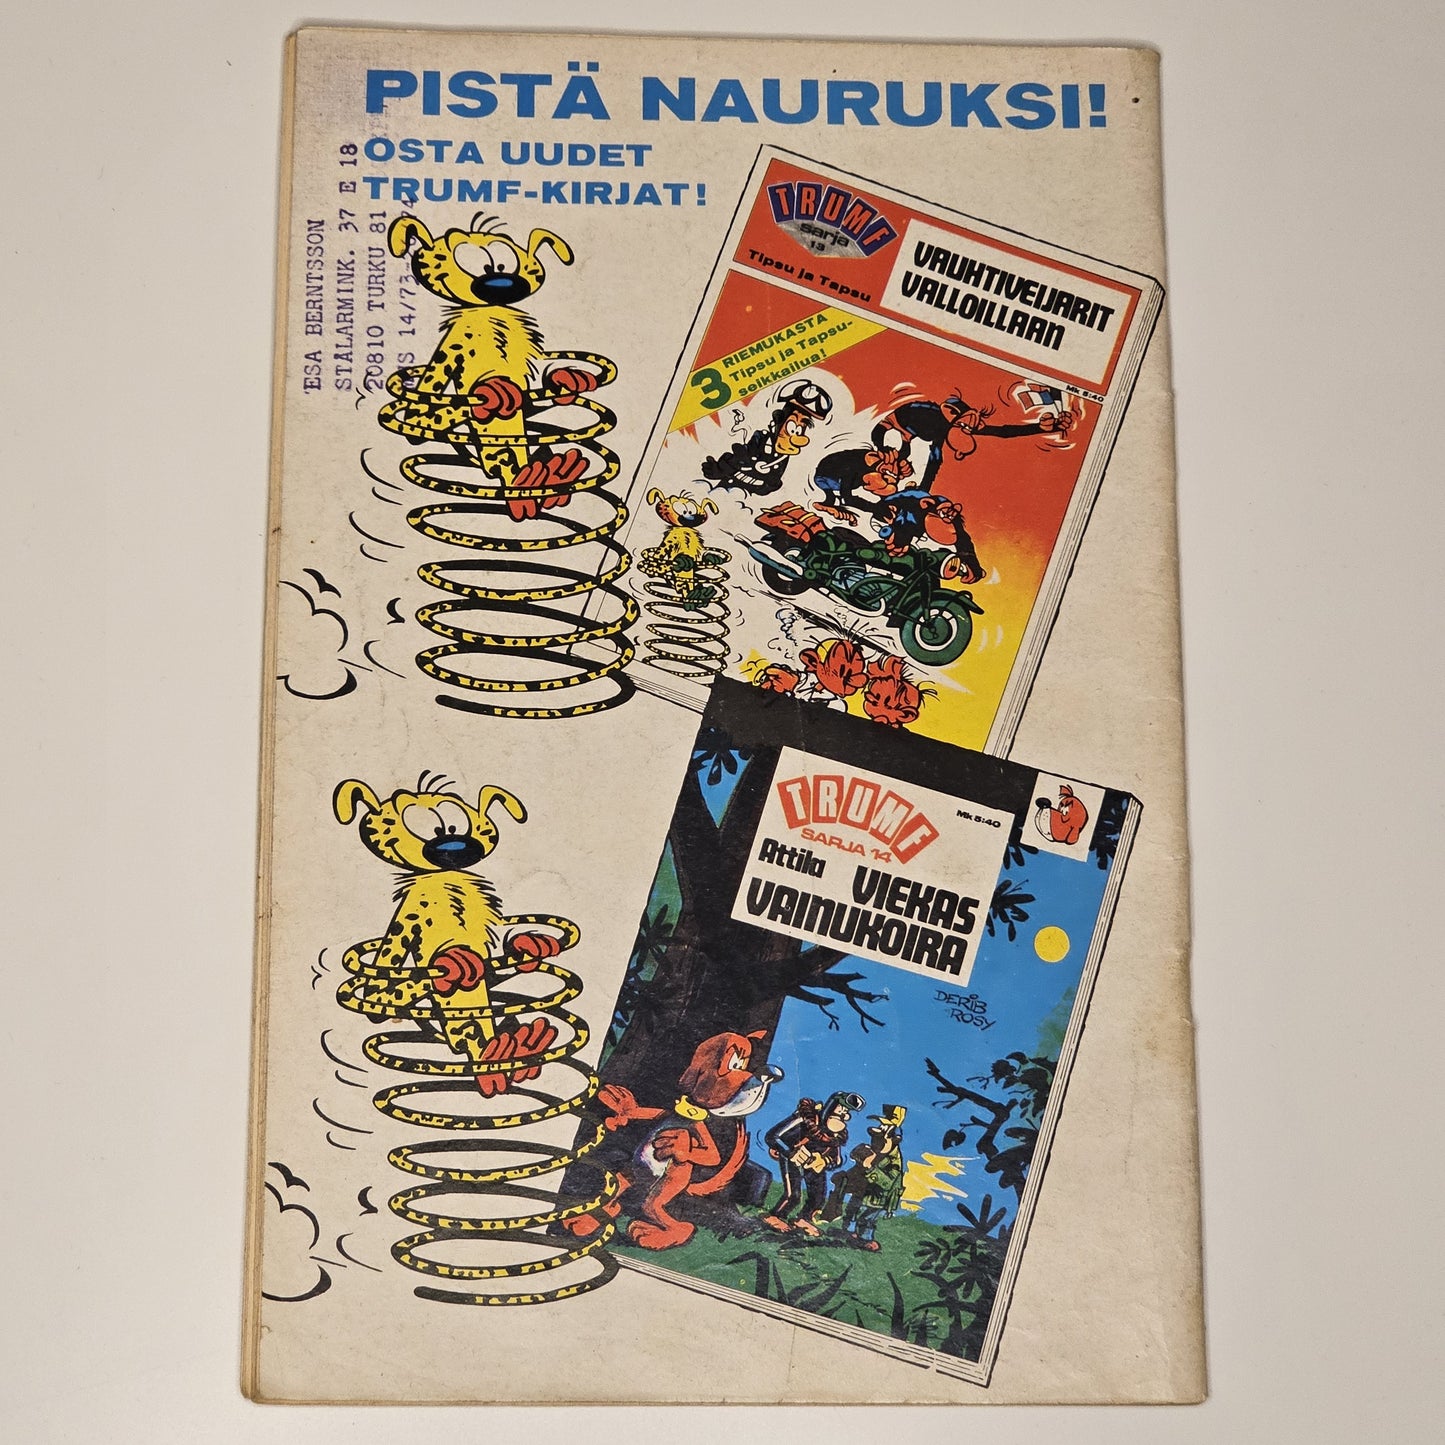 PISTÄ NAURUKSI!
OSTA UUDET
TRUMF-KIRJAT!
ESA BERNTSSON
STÅLARMINK. 37 E 18
20810 TURKU 81
14/73
TRUMF
sarja
13
Tipsu ja Tapsu
VAUHTIVEIJARIT
VALLOILLAAN
Mk 5:40
3 RIEMUKASTA
Tipsu ja Tapsu-
seikkailua!
TRUMF
SARJA 14
Mk 5:40
Attila VIEKAS
VAINUKOIRA
DERIB
ROSY